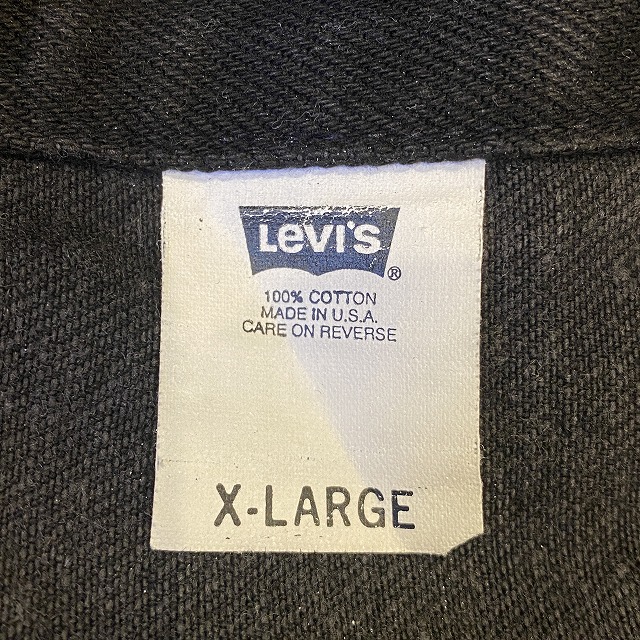 Levi's
®
100% COTTON
MADE IN U.S.A.
CARE ON REVERSE
X-LARGE